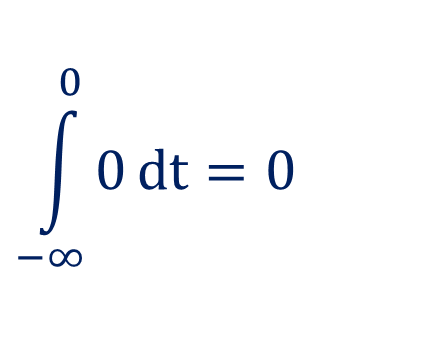 0
∫ 0 dt = 0
−∞